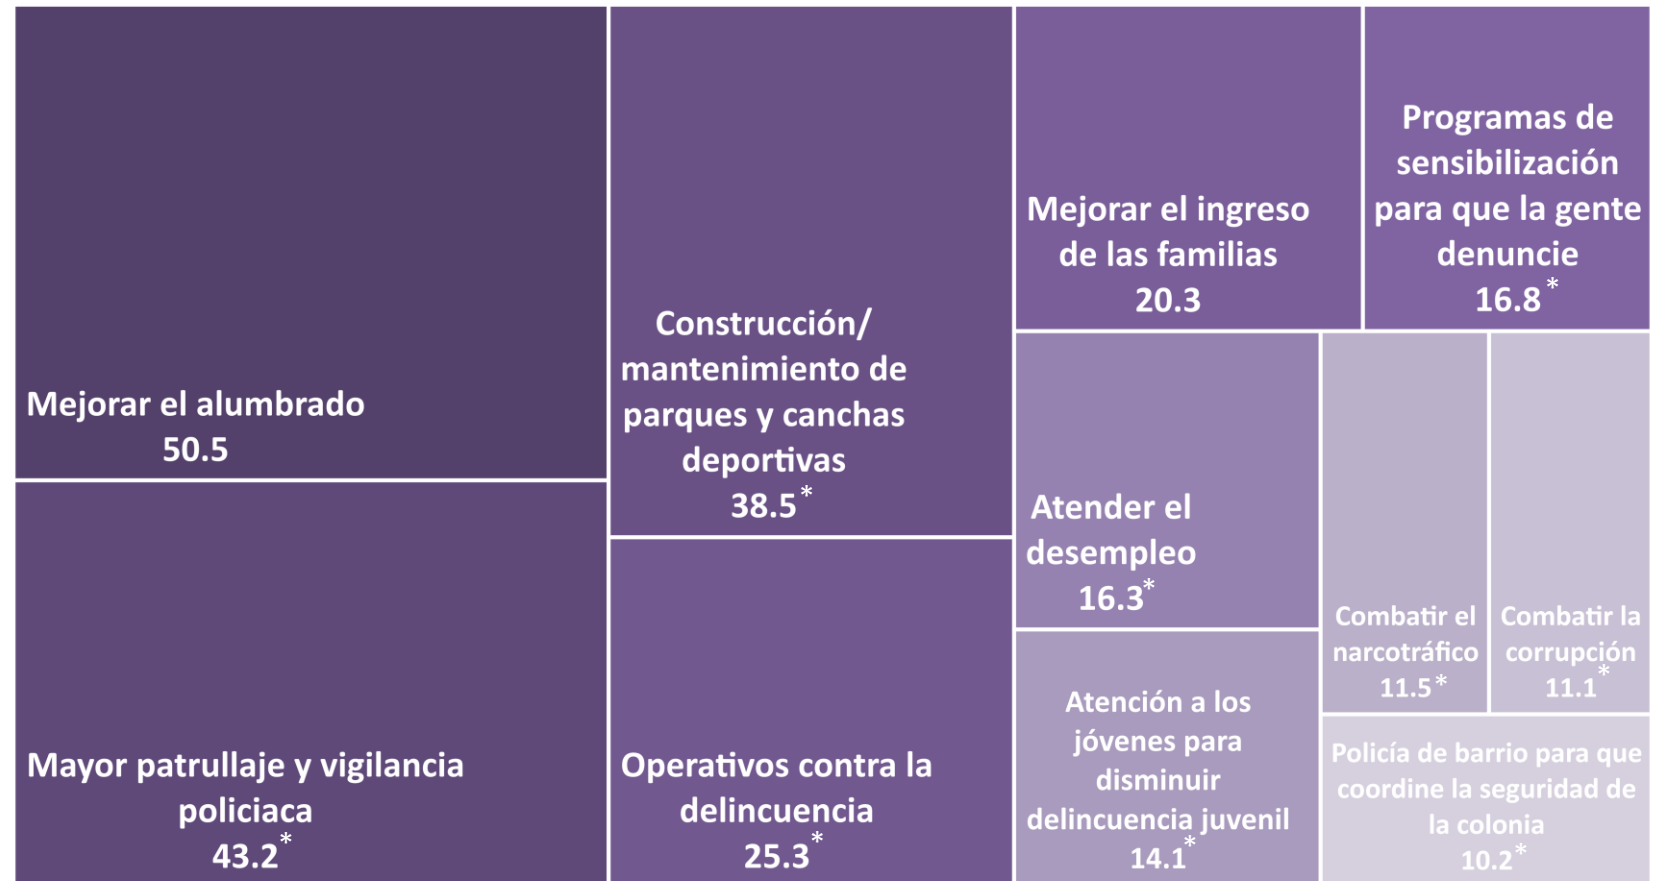 Mejorar el alumbrado
50.5
Mayor patrullaje y vigilancia
policiaca
43.2*
Construcción/
mantenimiento de
parques y canchas
deportivas
38.5*
Operativos contra la
delincuencia
25.3*
Mejorar el ingreso
de las familias
20.3
Programas de
sensibilización
para que la gente
denuncie
16.8*
Atender el
desempleo
16.3*
Atención a los
jóvenes para
disminuir
delincuencia juvenil
14.1*
Combatir el
narcotráfico
11.5*
Combatir la
corrupción
11.1*
Policía de barrio para que
coordine la seguridad de
la colonia
10.2*